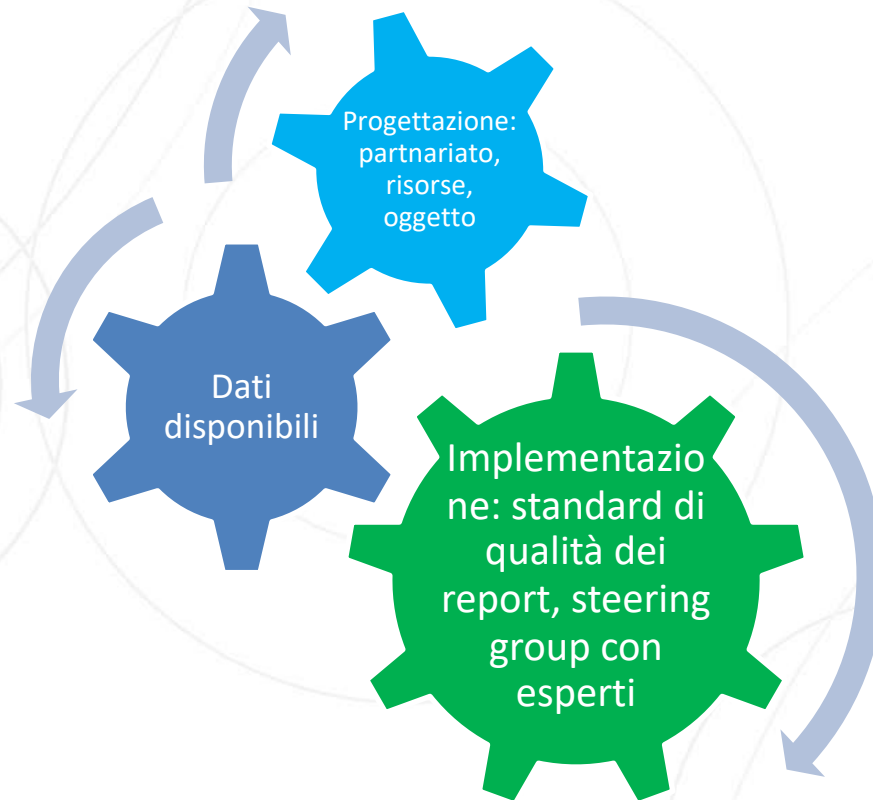 Progettazione:
partnariato,
risorse,
oggetto
Dati
disponibili
Implementazio
ne: standard di
qualità dei
report, steering
group con
esperti